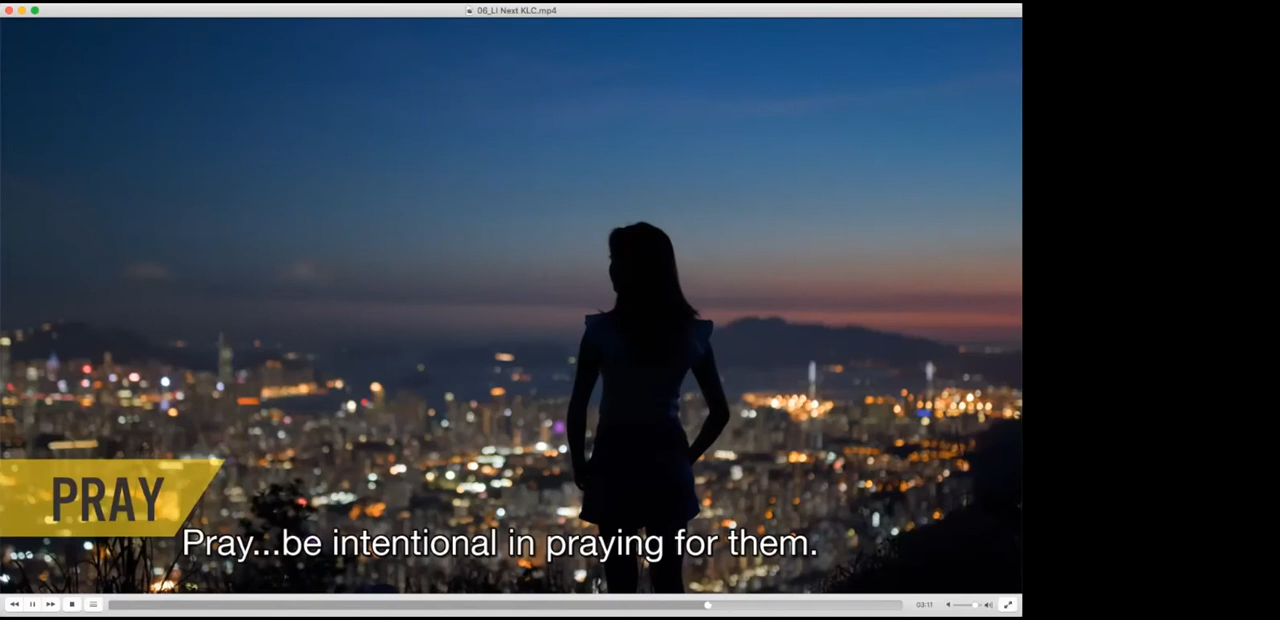 06_LI Next KLC.mp4
PRAY
Pray...be intentional in praying for them.
03:11